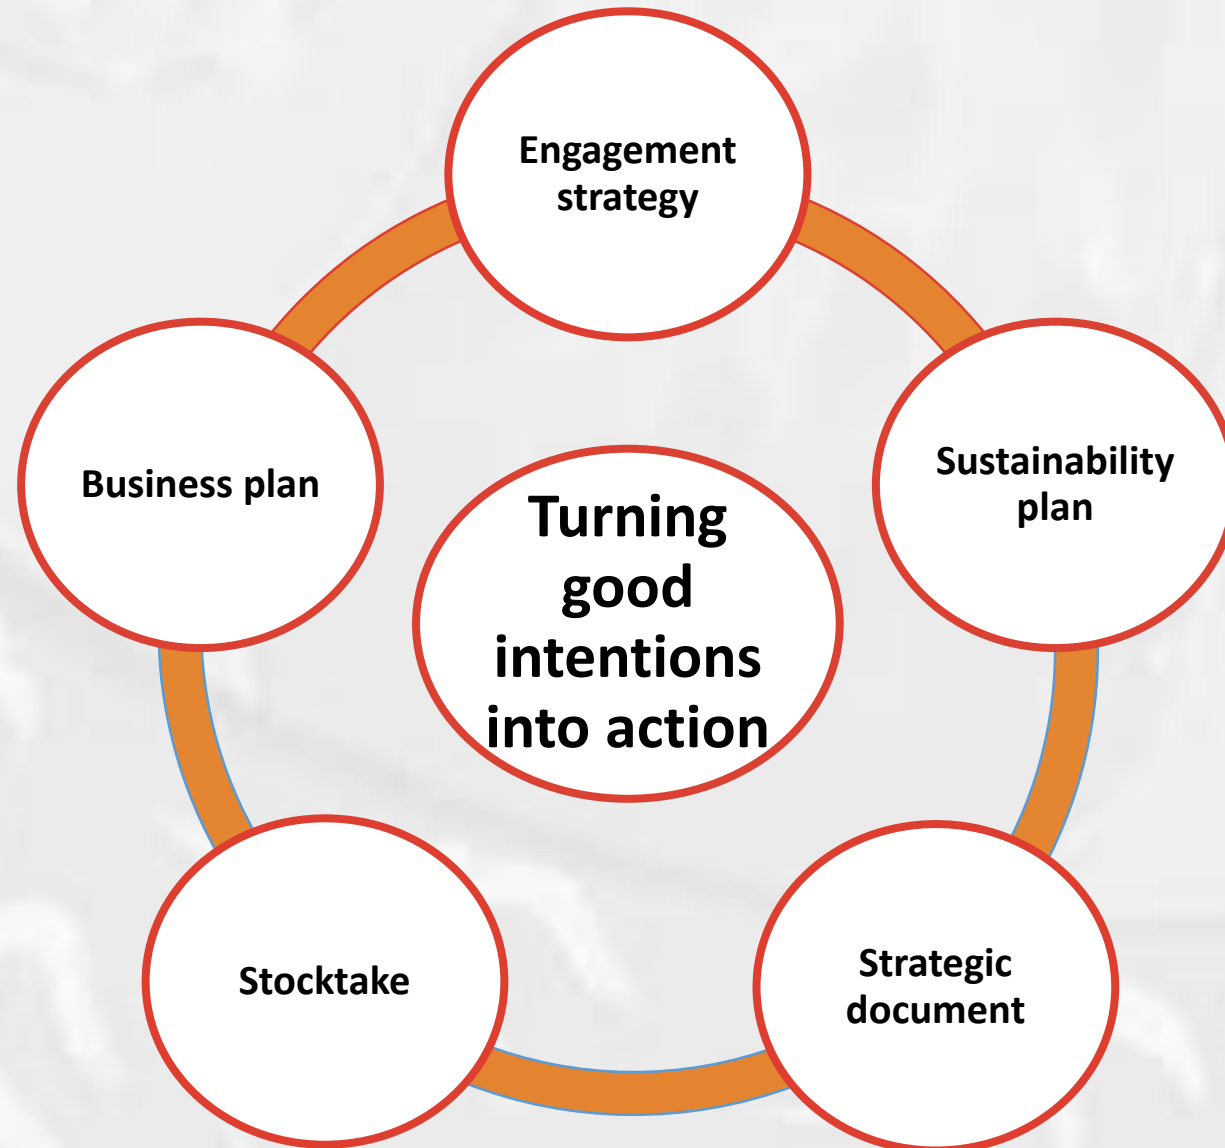 Engagement
strategy
Sustainability
plan
Strategic
document
Stocktake
Business plan
Turning
good
intentions
into action